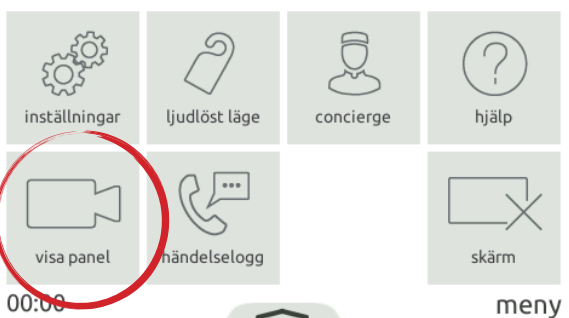 inställningar
ljudlöst läge
concierge
hjälp
visa panel
händelselogg
skärm
00:00
meny